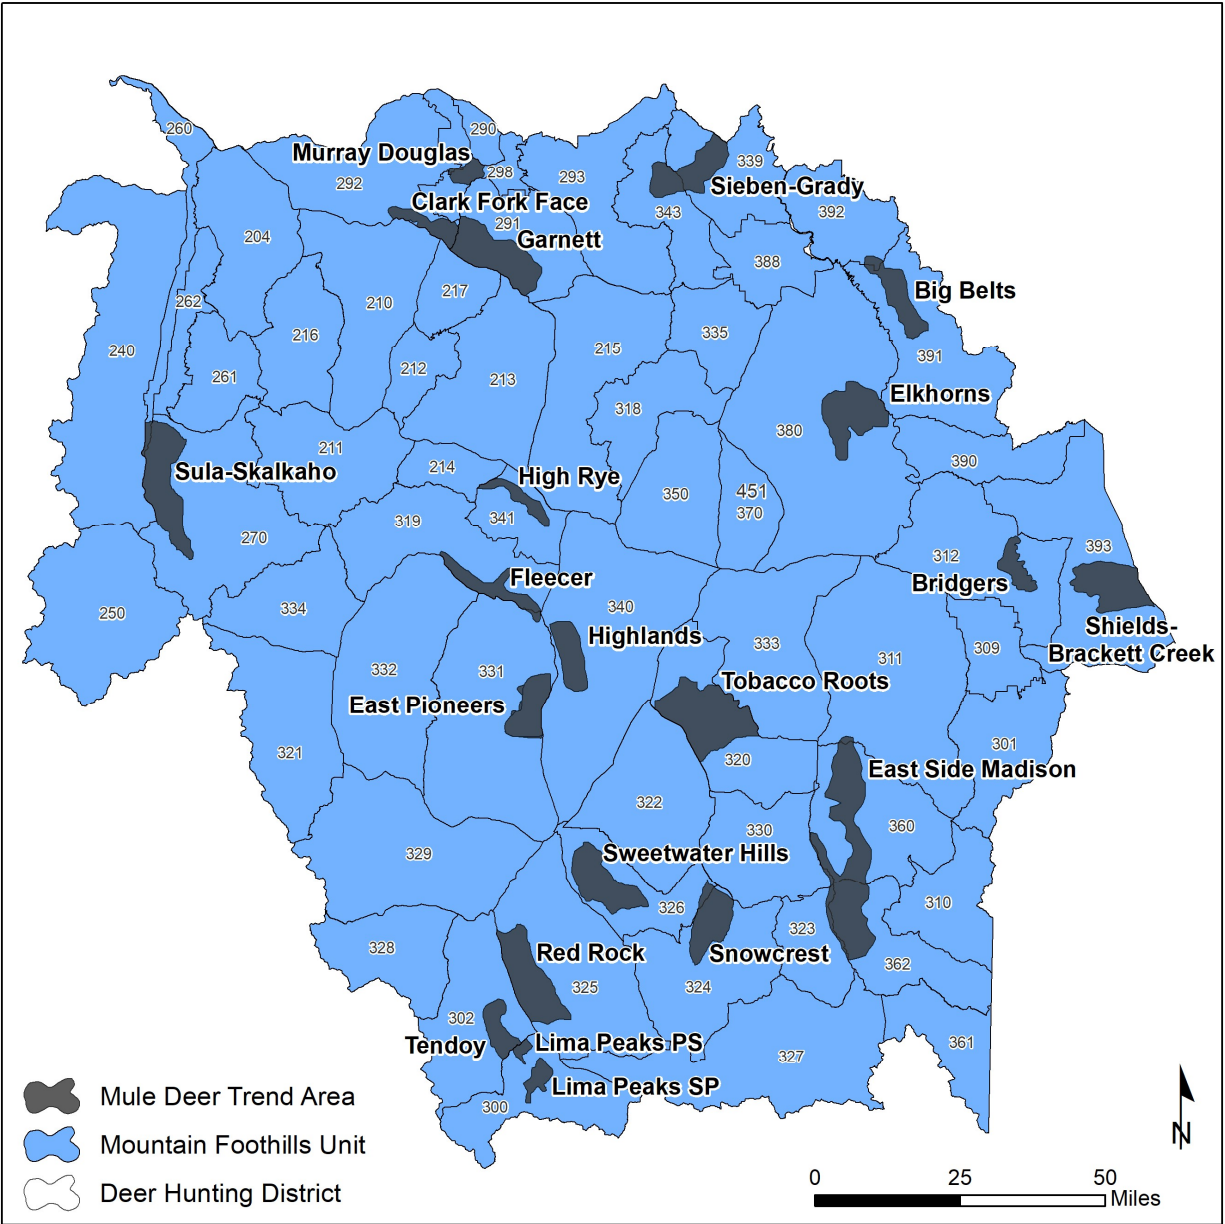 260
290
Murray Douglas
298
292
293
339
Sieben-Grady
Clark Fork Face
343
392
291
204
Garnett
388
Big Belts
217
262
210
216
335
215
240
391
212
261
213
Elkhorns
318
380
211
390
214
Sula-Skalkaho
High Rye
350
451
370
341
319
270
393
312
Fleecer
Bridgers
250
334
340
Shields-
Brackett Creek
Highlands
333
309
311
332
331
Tobacco Roots
East Pioneers
301
321
320
East Side Madison
322
360
330
329
Sweetwater Hills
310
326
323
328
Red Rock
Snowcrest
362
325
324
302
Tendoy
Lima Peaks PS
361
327
Lima Peaks SP
300
Mule Deer Trend Area
Mountain Foothills Unit
Deer Hunting District
N
0 25 50
Miles